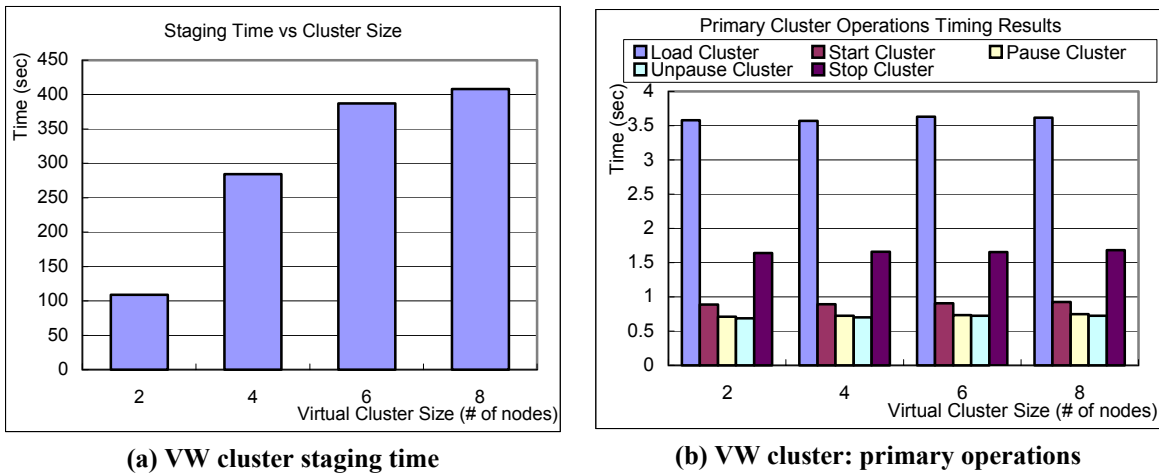 Staging Time vs Cluster Size
Time (sec)
450
400
350
300
250
200
150
100
50
0
2 4 6 8
Virtual Cluster Size (# of nodes)
(a) VW cluster staging time
Primary Cluster Operations Timing Results
Load Cluster Start Cluster Pause Cluster
Unpause Cluster Stop Cluster
Time (sec)
4
3.5
3
2.5
2
1.5
1
0.5
0
2 4 6 8
Virtual Cluster Size (# of nodes)
(b) VW cluster: primary operations